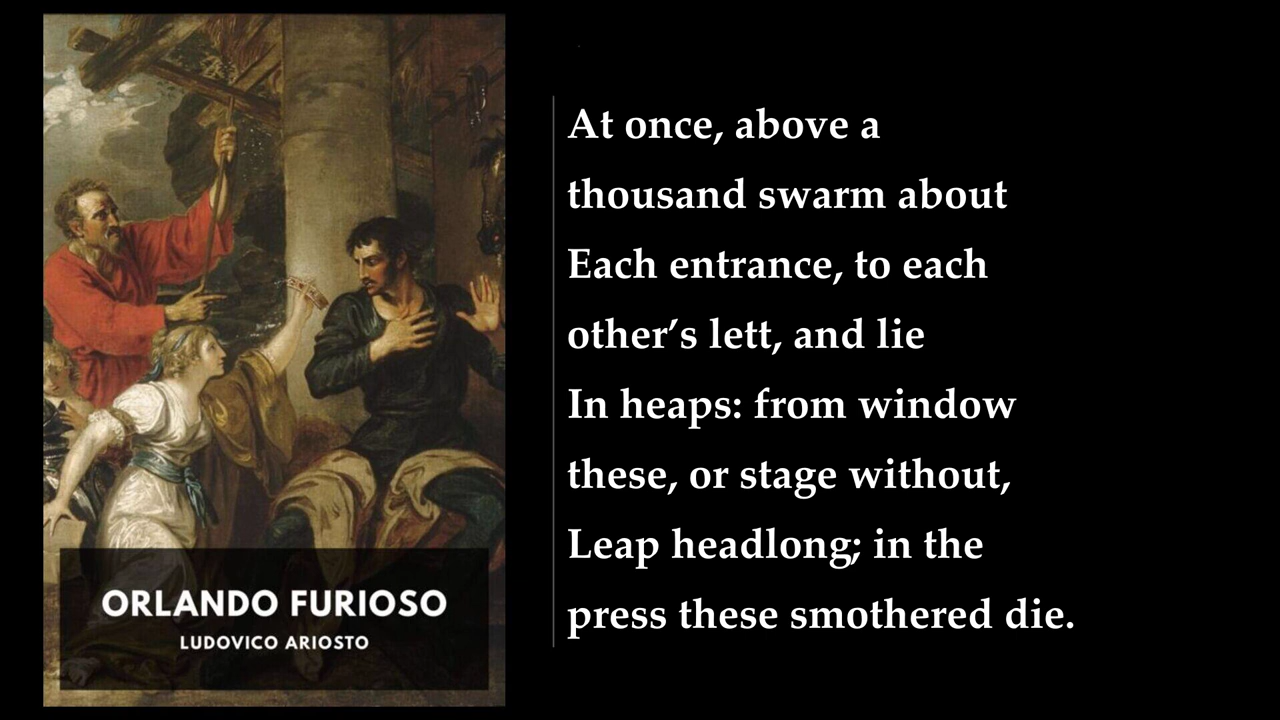 At once, above a
thousand swarm about
Each entrance, to each
other’s lett, and lie
In heaps: from window
these, or stage without,
Leap headlong; in the
press these smothered die.
ORLANDO FURIOSO
LUDOVICO ARIOSTO